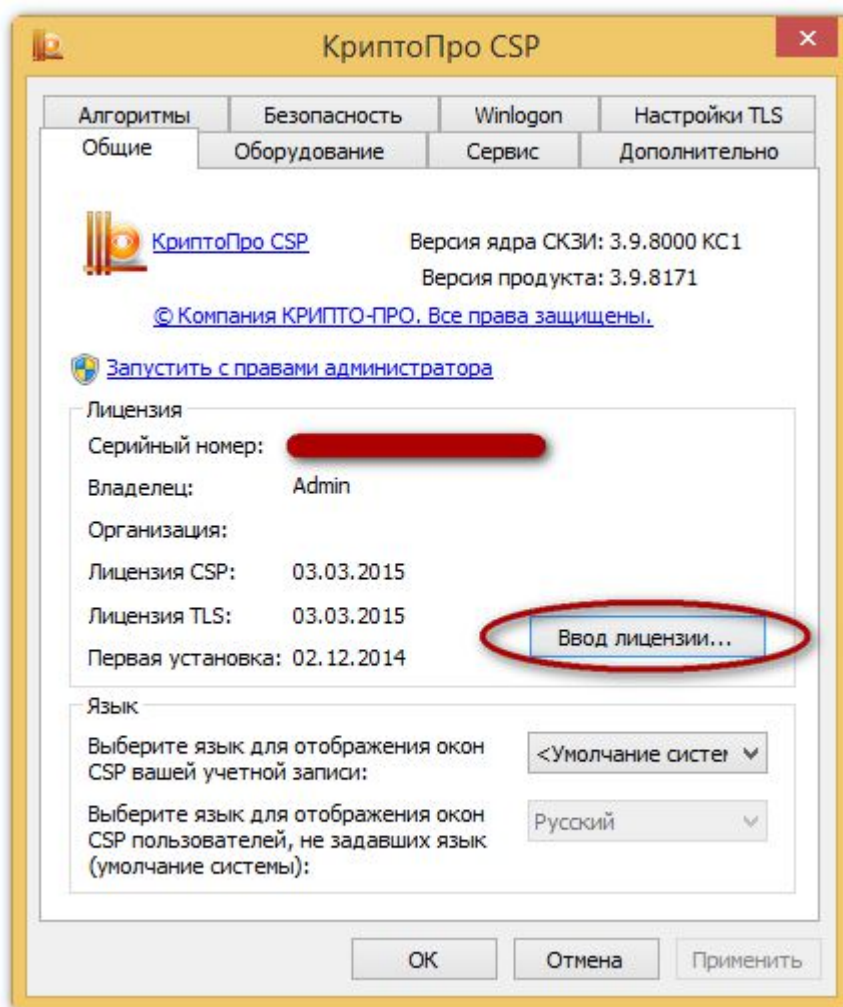 КриптоПро CSP
Алгоритмы Безопасность Winlogon Настройки TLS
Общие Оборудование Сервис Дополнительно
КриптоПро CSP Версия ядра СКЗИ: 3.9.8000 КС1
Версия продукта: 3.9.8171
© Компания КРИПТО-ПРО. Все права защищены.
Запустить с правами администратора
Лицензия
Серийный номер:
Владелец: Admin
Организация:
Лицензия CSP: 03.03.2015
Лицензия TLS: 03.03.2015
Ввод лицензии...
Первая установка: 02.12.2014
Язык
Выберите язык для отображения окон
CSP вашей учетной записи:
<Умолчание систем
Выберите язык для отображения окон
CSP пользователей, не задавших язык
(умолчание системы):
Русский
ОК Отмена Применить